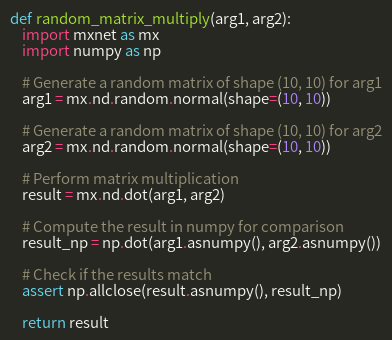 def random_matrix_multiply(arg1, arg2):
import mxnet as mx
import numpy as np
# Generate a random matrix of shape (10, 10) for arg1
arg1 = mx.nd.random.normal(shape=(10, 10))
# Generate a random matrix of shape (10, 10) for arg2
arg2 = mx.nd.random.normal(shape=(10, 10))
# Perform matrix multiplication
result = mx.nd.dot(arg1, arg2)
# Compute the result in numpy for comparison
result_np = np.dot(arg1.asnumpy(), arg2.asnumpy())
# Check if the results match
assert np.allclose(result.asnumpy(), result_np)
return result